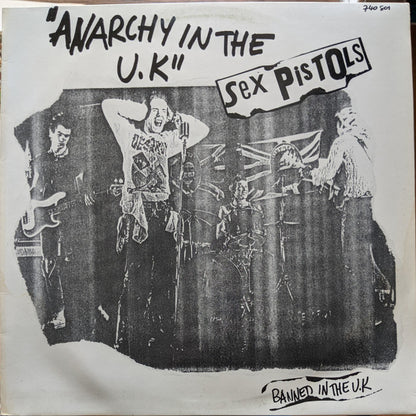 740 501
"ANARCHY IN THE
U.K"
SEX PISTOLS
BANNED IN THE U.K